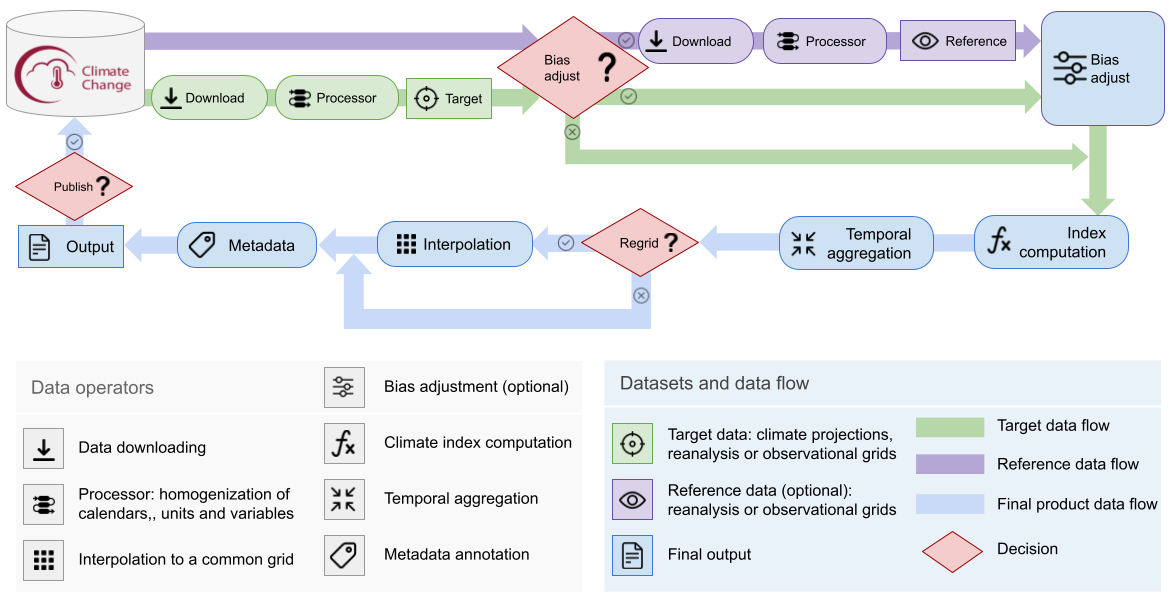 Climate
Change
Download
Processor
Target
Bias
adjust
?
Download
Processor
Reference
Bias
adjust
Publish ?
Output
Metadata
Interpolation
Regrid ?
Temporal
aggregation
fx
Index
computation
Data operators
Data downloading
Processor: homogenization of
calendars,, units and variables
Interpolation to a common grid
Bias adjustment (optional)
fx
Climate index computation
Temporal aggregation
Metadata annotation
Datasets and data flow
Target data: climate projections,
reanalysis or observational grids
Reference data (optional):
reanalysis or observational grids
Final output
Target data flow
Reference data flow
Final product data flow
Decision